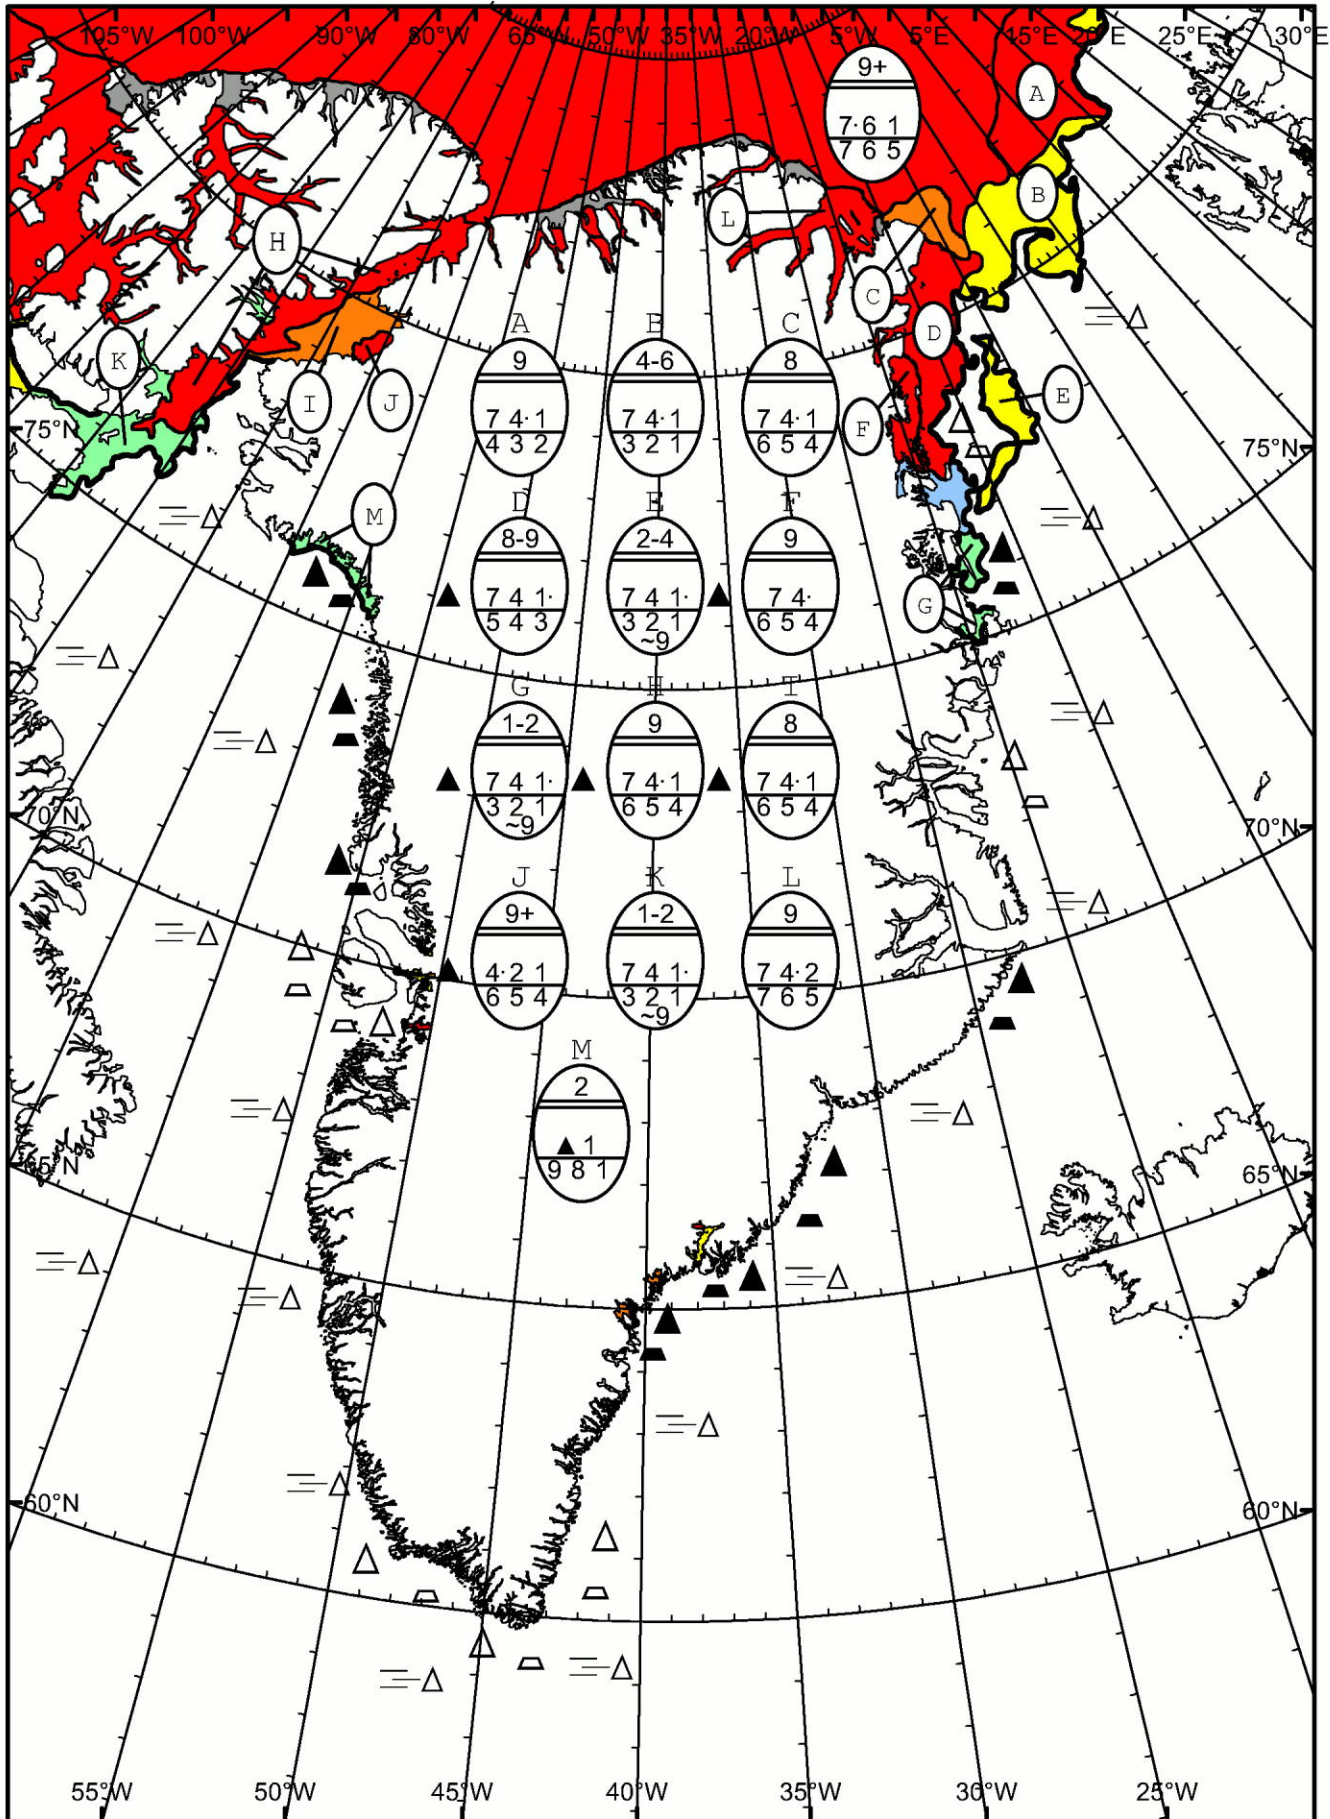 105°W 100°W 90°W 80°W 65°W 50°W 35°W 20°W 5°W 5°E 15°E 20°E 25°E 30°E
9+
7·6 1
7 6 5
A
B
L
H
C
D
K
I
J
F
E
A B C
9 4-6 8
7 4·1 7 4·1 7 4·1
4 3 2 3 2 1 6 5 4
75°N 75°N
M
G
D E F
8-9 2-4 9
7 4 1· 7 4 1· 7 4·
5 4 3 3 2 1 6 5 4
~9
G H I
1-2 9 8
7 4 1· 7 4·1 7 4·1
3 2 1 6 5 4 6 5 4
~9
70°N 70°N
J K L
9+ 1-2 9
4·2 1 7 4 1· 7 4·2
6 5 4 3 2 1 7 6 5
~9
M
2
▲ 1
9 8 1
65°N 65°N
60°N 60°N
55°W 50°W 45°W 40°W 35°W 30°W 25°W